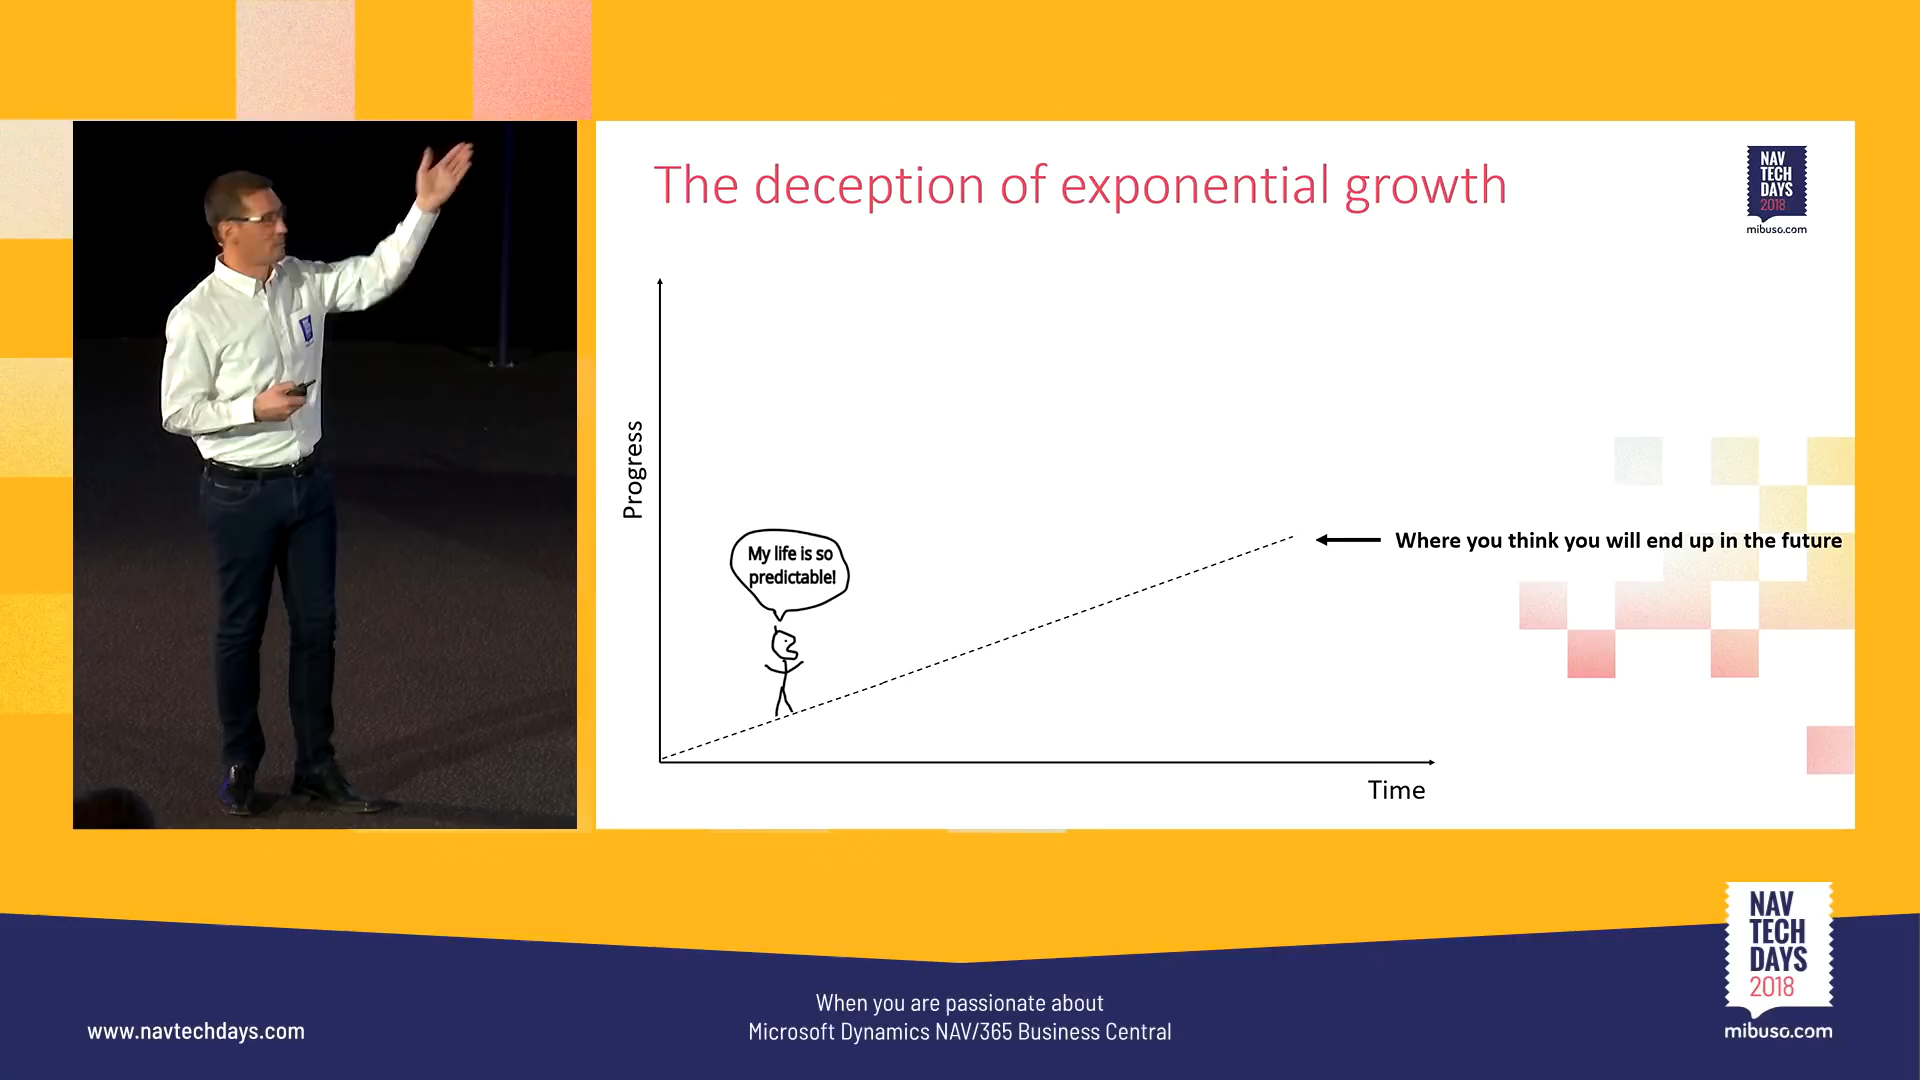 The deception of exponential growth
NAV
TECH
DAYS
2018
mibuso.com
Progress
My life is so
predictable!
Where you think you will end up in the future
Time
NAV
TECH
DAYS
2018
mibuso.com
When you are passionate about
Microsoft Dynamics NAV/365 Business Central
www.navtechdays.com